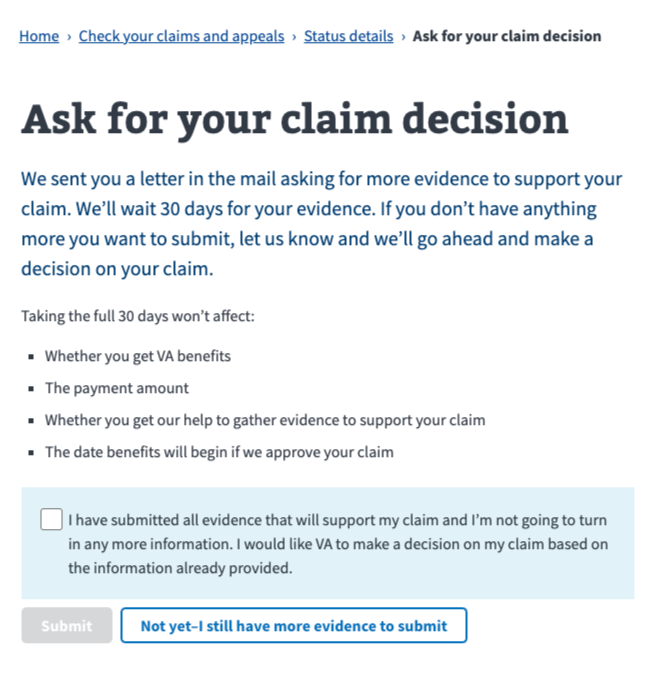 Home › Check your claims and appeals › Status details › Ask for your claim decision
Ask for your claim decision
We sent you a letter in the mail asking for more evidence to support your
claim. We’ll wait 30 days for your evidence. If you don’t have anything
more you want to submit, let us know and we’ll go ahead and make a
decision on your claim.
Taking the full 30 days won’t affect:
▪ Whether you get VA benefits
▪ The payment amount
▪ Whether you get our help to gather evidence to support your claim
▪ The date benefits will begin if we approve your claim
I have submitted all evidence that will support my claim and I’m not going to turn
in any more information. I would like VA to make a decision on my claim based on
the information already provided.
Submit Not yet–I still have more evidence to submit